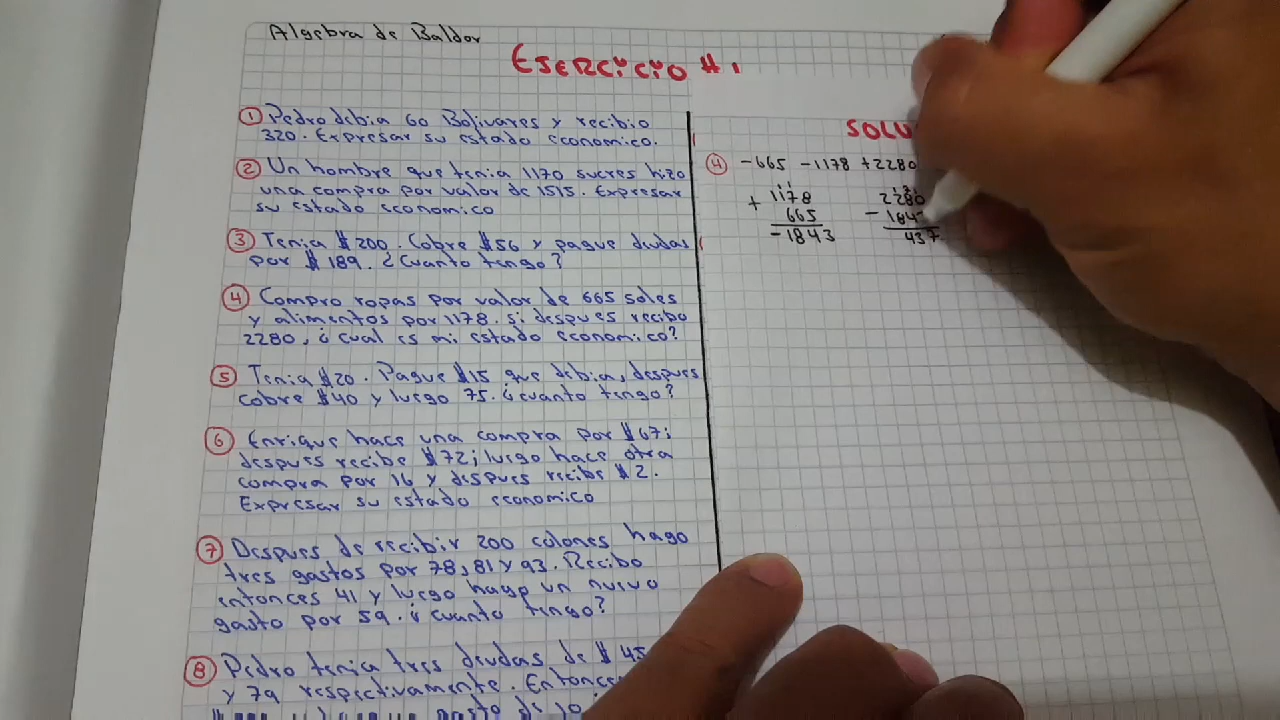 Algebra de Baldor
EJERCiCiO # 1
① Pedro debia 60 Bolivares y recibio
320. Expresar su estado economico.
② Un hombre que tenia 1170 sucres hizo
una compra por valor de 1515. Expresar
su estado economico
③ Tenia $200. Cobre $56 y pague dudas
por $ 189. ¿Cuanto tengo?
④ Compro ropas por valor de 665 soles
y alimentos por 1178. si despues recibo
2280, ¿cual es mi estado economico?
⑤ Tenia $20. Pague $15 que debia, despues
cobre $40 y luego 75. ¿cuanto tengo?
⑥ Enrique hace una compra por $67;
despues recibe $72; luego hace otra
compra por 16 y despues recibe $2.
Expresar su estado economico
⑦ Despues de recibir 200 colones hago
tres gastos por 78, 81 y 93. Recibo
entonces 41 y luego hago un nuevo
gasto por 59. ¿cuanto tengo?
⑧ Pedro tenia tres deudas de $45
y 79 respectivamente. Entonces
gasto de
SOLU
④ -665 -1178 +2280
+ 1178
665
-1843
2280
- 184
437